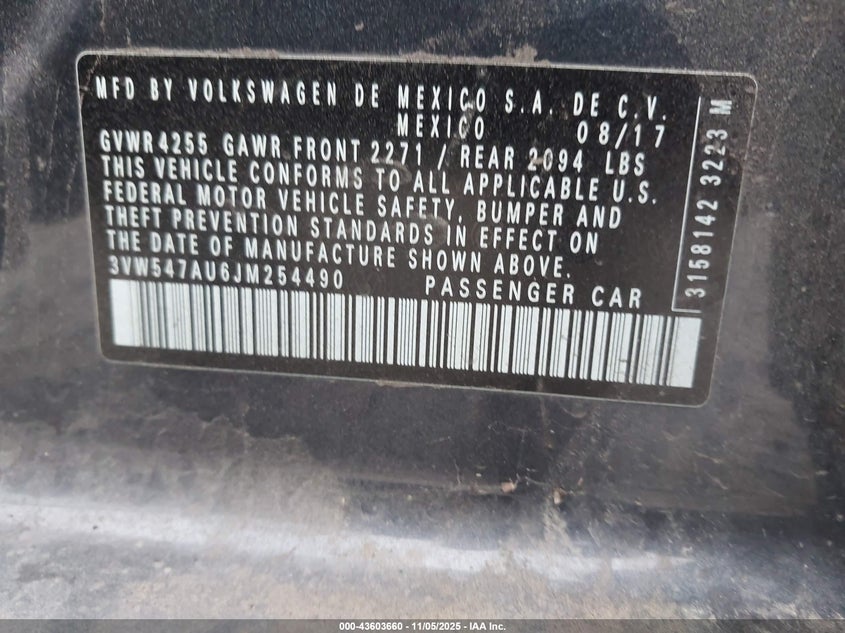 MFD BY VOLKSWAGEN DE MEXICO S.A. DE C.V.
MEXICO 08/17
GVWR 4255 GAWR FRONT 2271 / REAR 2094 LBS
THIS VEHICLE CONFORMS TO ALL APPLICABLE U.S.
FEDERAL MOTOR VEHICLE SAFETY, BUMPER AND
THEFT PREVENTION STANDARDS IN EFFECT ON
THE DATE OF MANUFACTURE SHOWN ABOVE.
3VW547AU6JM254490 PASSENGER CAR
3158142 3223 M
000-43603660 - 11/05/2025 - IAA Inc.